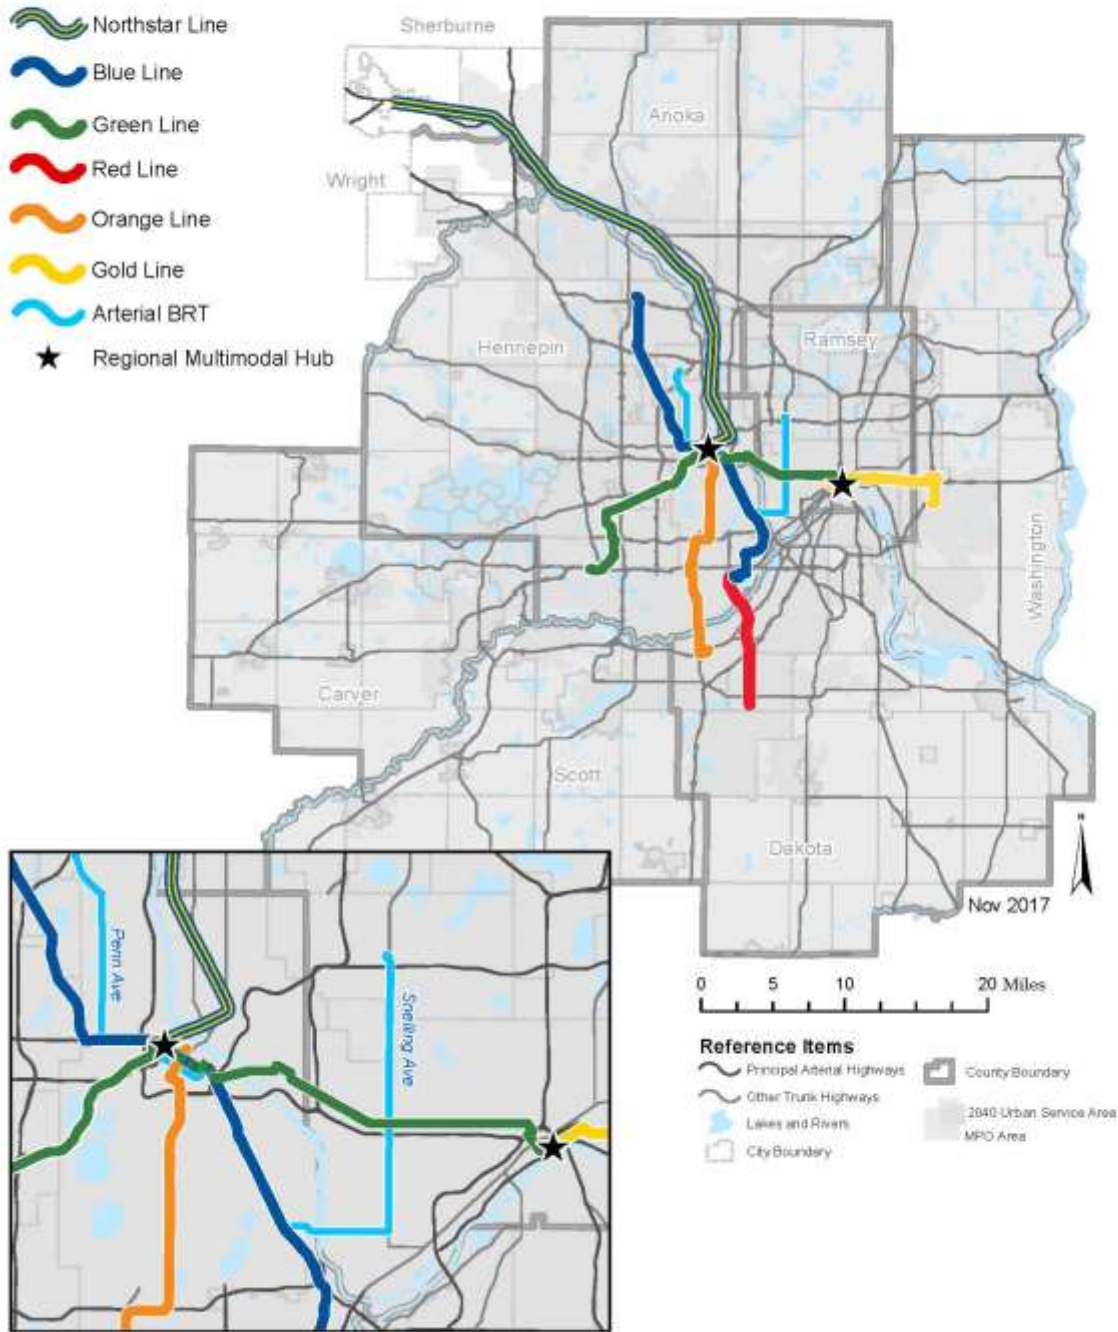 Northstar Line
Blue Line
Green Line
Red Line
Orange Line
Gold Line
Arterial BRT
Regional Multimodal Hub
Sherburne
Anoka
Wright
Hennepin
Ramsey
Washington
Carver
Scott
Dakota
N
Nov 2017
Penn Ave
Snelling Ave
0 5 10 20 Miles
Reference Items
Principal Arterial Highways
Other Trunk Highways
Lakes and Rivers
City Boundary
County Boundary
2040 Urban Service Area
MPO Area